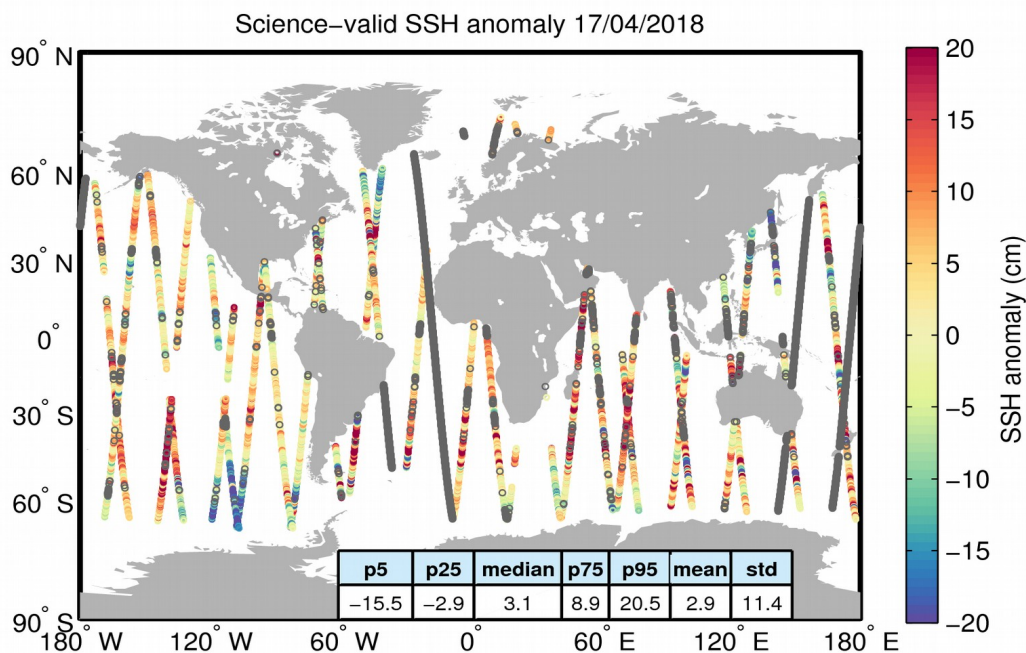 Science−valid SSH anomaly 17/04/2018
90° N
60° N
30° N
0°
30° S
60° S
90° S
180° W
120° W
60° W
0°
60° E
120° E
180° E
p5 p25 median p75 p95 mean std
−15.5 −2.9 3.1 8.9 20.5 2.9 11.4
20
15
10
5
0
−5
−10
−15
−20
SSH anomaly (cm)